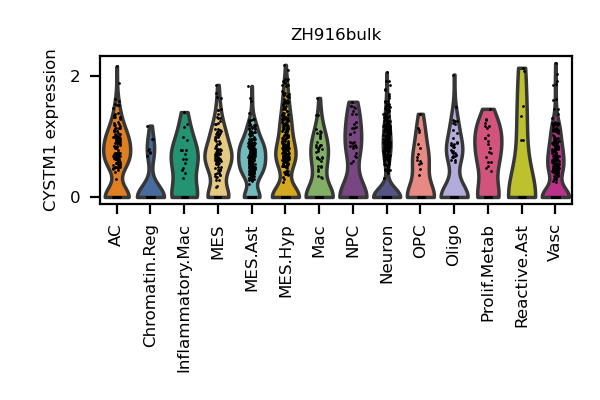 ZH916bulk
CYSTM1 expression
2
0
AC
Chromatin.Reg
Inflammatory.Mac
MES
MES.Ast
MES.Hyp
Mac
NPC
Neuron
OPC
Oligo
Prolif.Metab
Reactive.Ast
Vasc